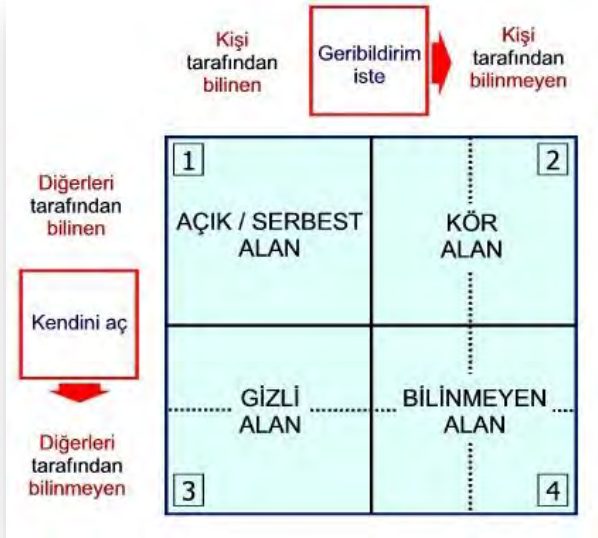 Kişi
tarafından
bilinen
Geribildirim
iste
Kişi
tarafından
bilinmeyen
Diğerleri
tarafından
bilinen
1
AÇIK / SERBEST
ALAN
2
KÖR
ALAN
Kendini aç
Diğerleri
tarafından
bilinmeyen
GİZLİ
ALAN
3
BİLİNMEYEN
ALAN
4